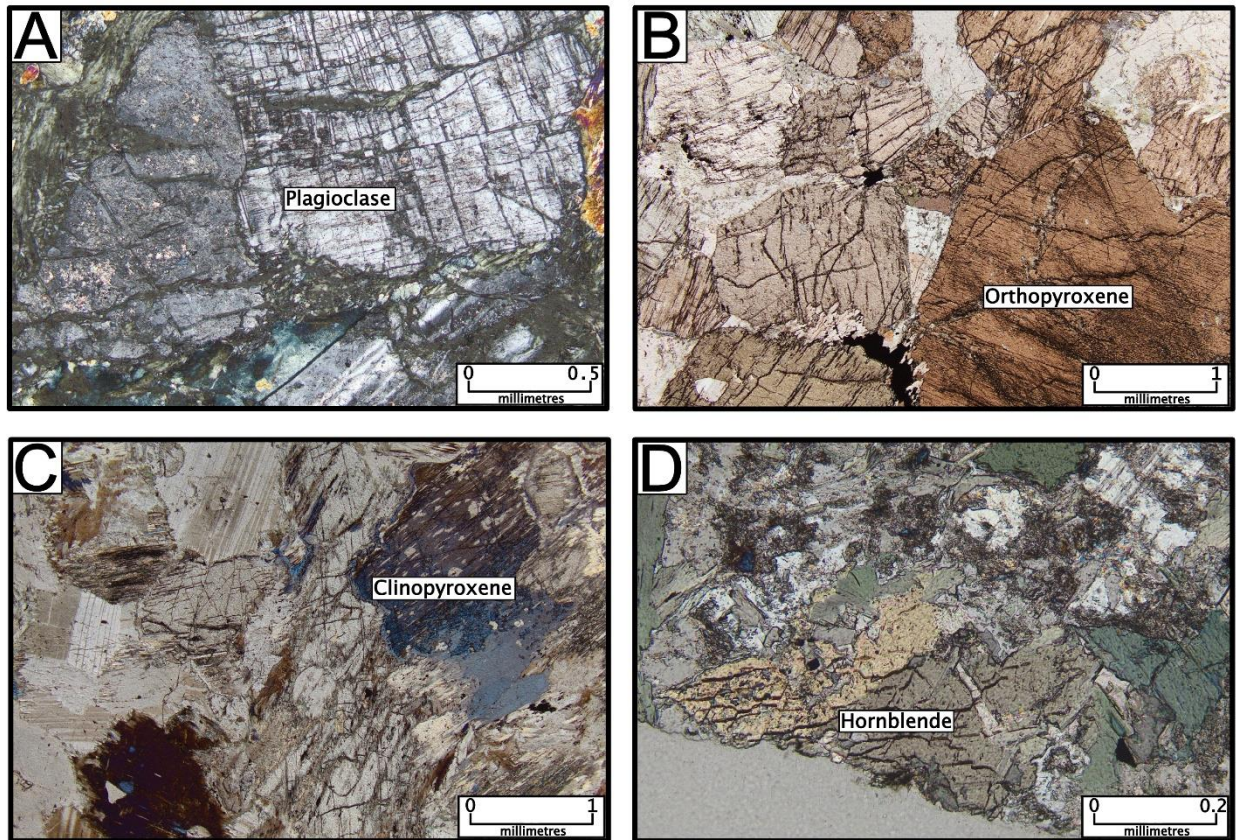 A
Plagioclase
0 0.5
millimetres
B
Orthopyroxene
0 1
millimetres
C
Clinopyroxene
0 1
millimetres
D
Hornblende
0 0.2
millimetres